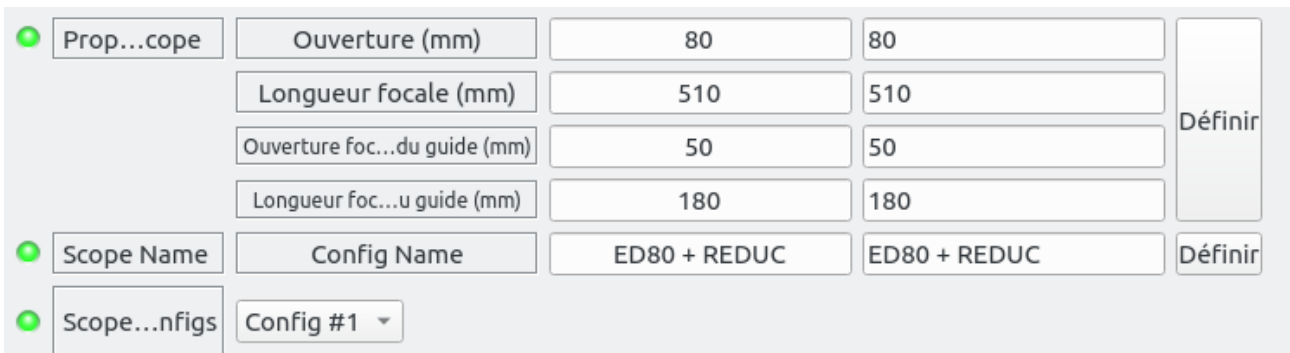 Prop...cope Ouverture (mm) 80 80
Longueur focale (mm) 510 510
Définir
Ouverture foc...du guide (mm) 50 50
Longueur foc...u guide (mm) 180 180
Scope Name Config Name ED80 + REDUC ED80 + REDUC Définir
Scope...nfigs Config #1